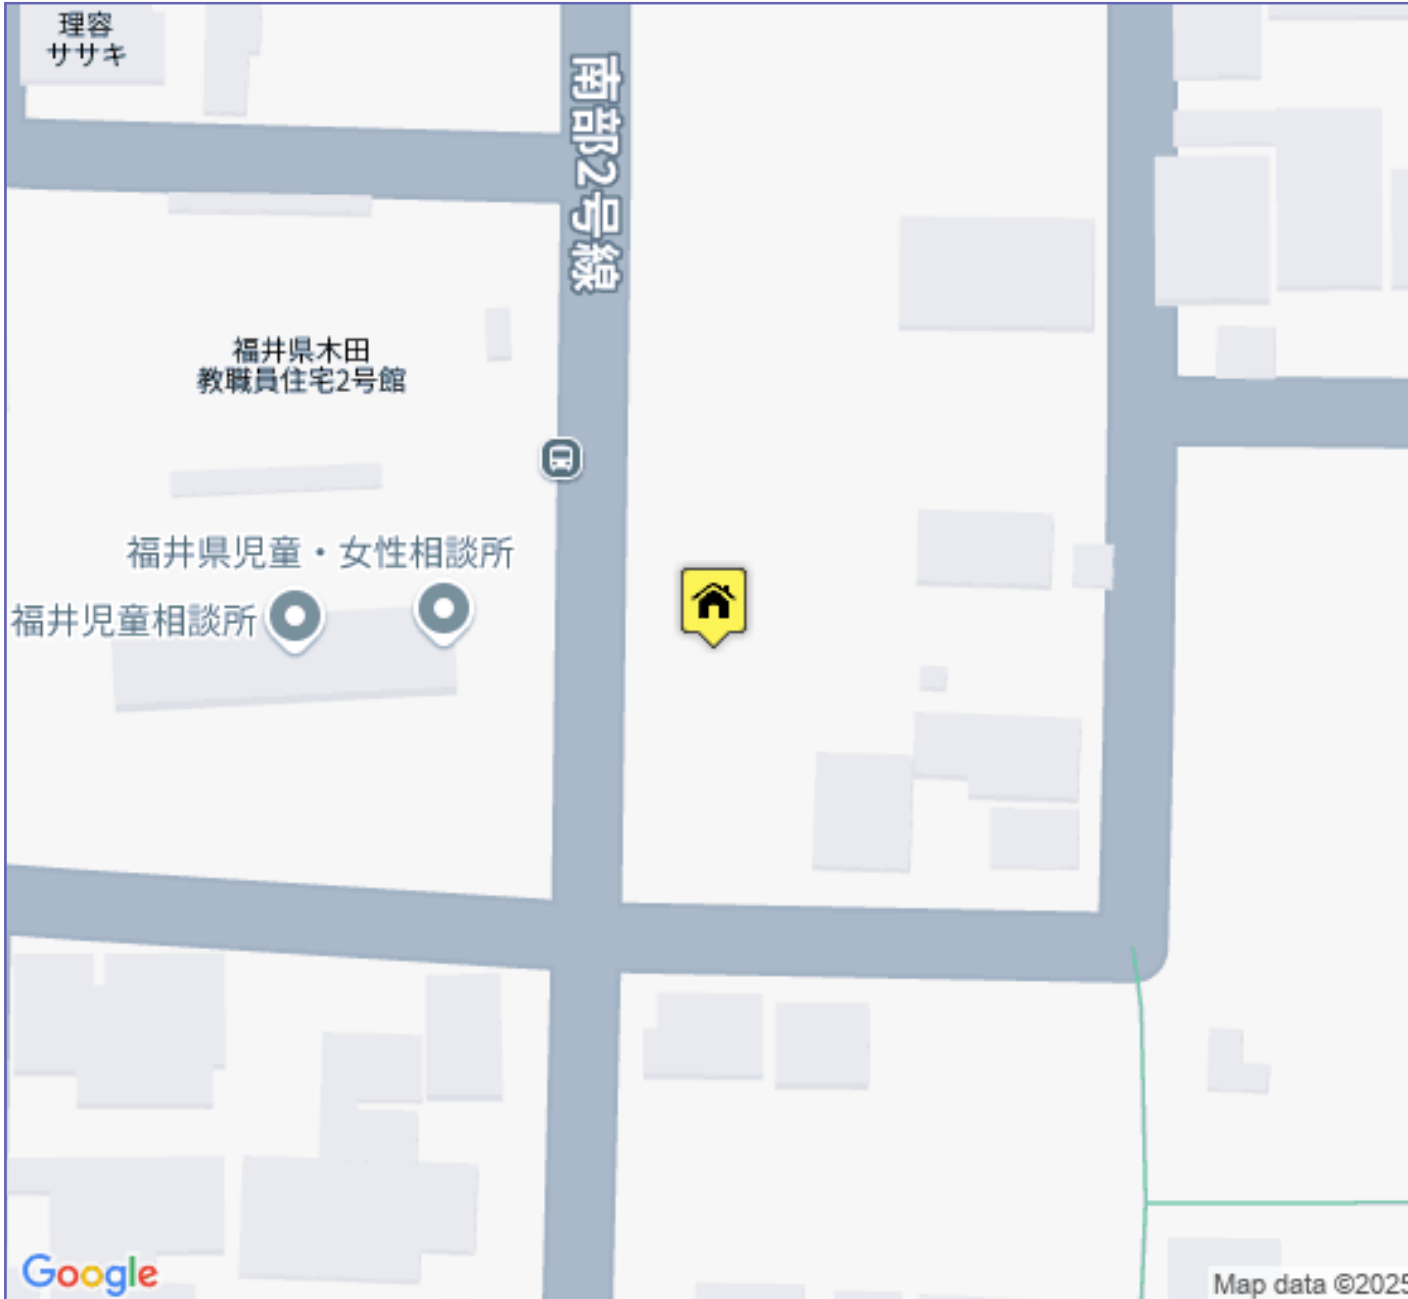 理容
ササキ
南部2号線
福井県木田
教職員住宅2号館
福井県児童・女性相談所
福井児童相談所
Google
Map data ©2025